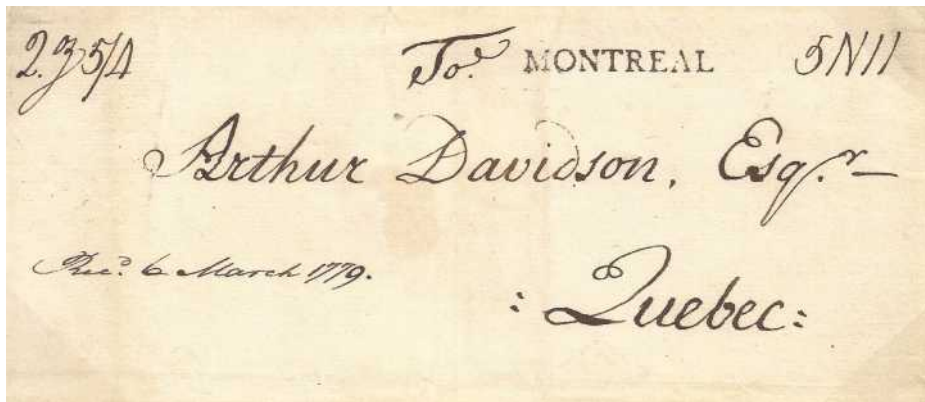 2.3 5/4 To. MONTREAL 5N11
Arthur Davidson, Esqr.—
Rec.d 6 March 1779.
: Quebec: